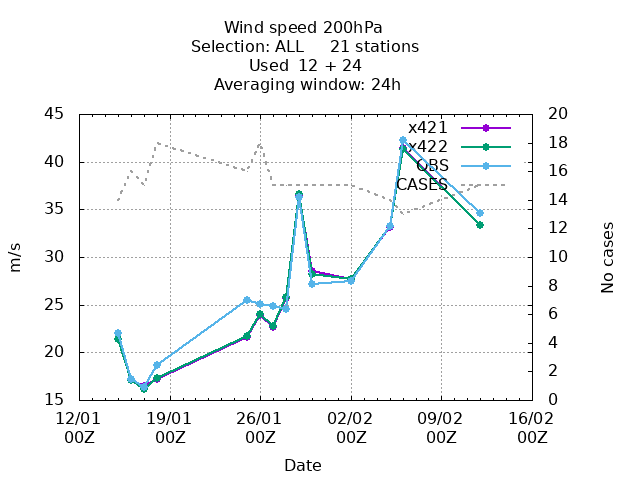 Wind speed 200hPa
Selection: ALL 21 stations
Used 12 + 24
Averaging window: 24h
45
40
35
30
25
20
15
m/s
20
18
16
14
12
10
8
6
4
2
0
No cases
x421
x422
OBS
CASES
12/01 19/01 26/01 02/02 09/02 16/02
00Z 00Z 00Z 00Z 00Z 00Z
Date